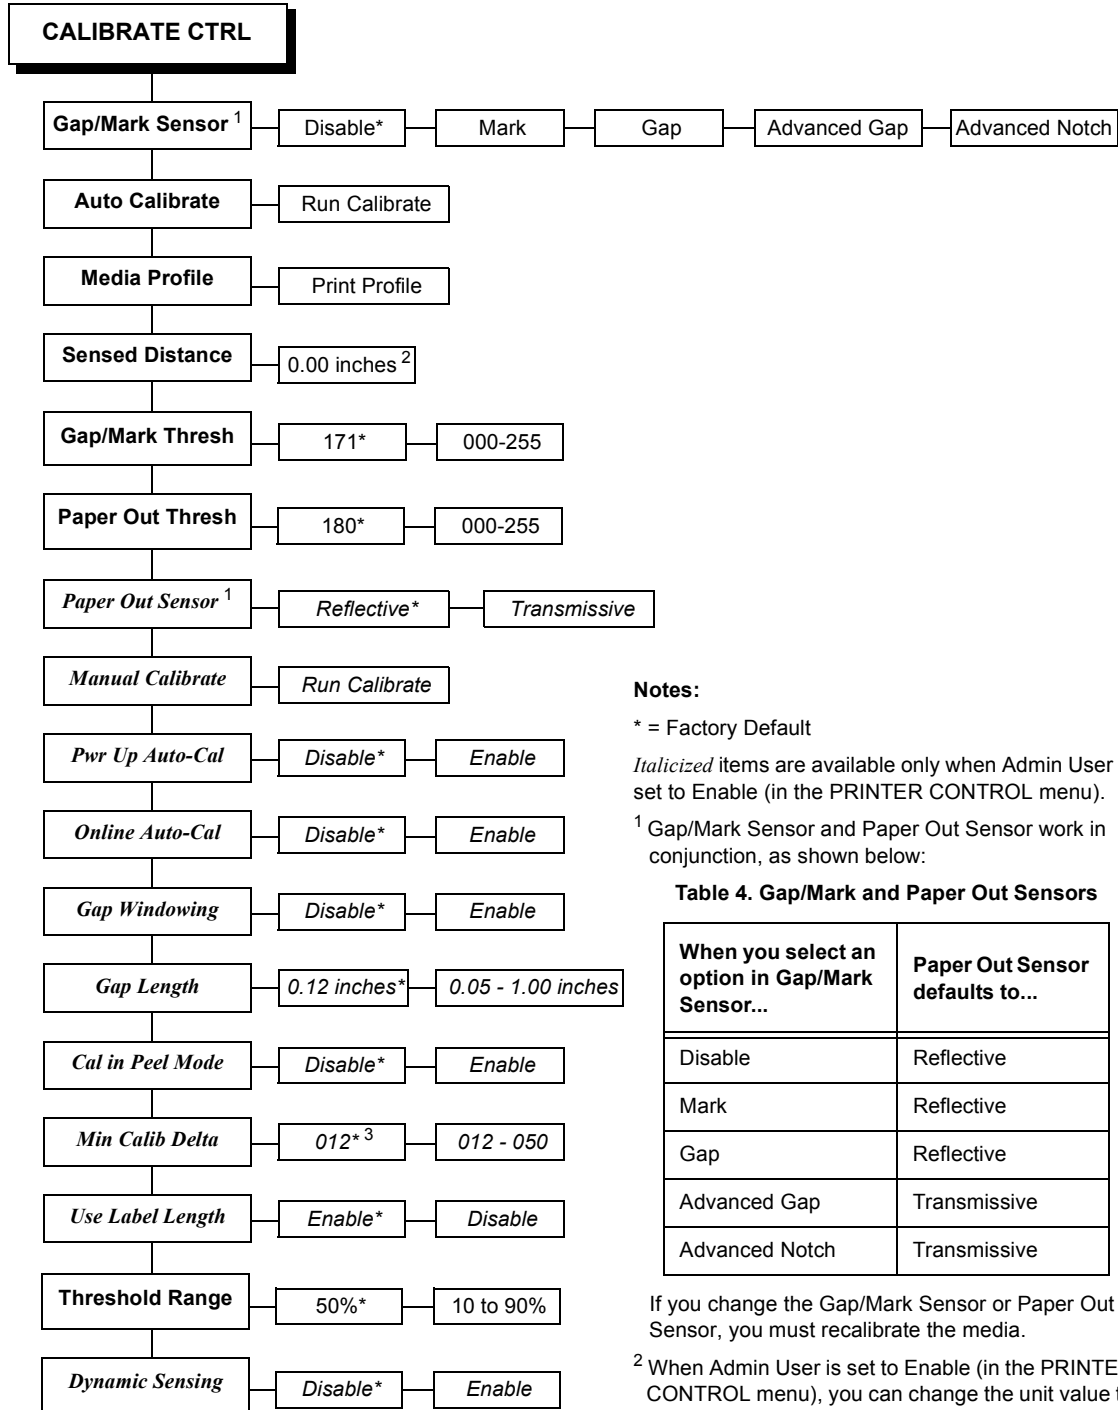 CALIBRATE CTRL
Gap/Mark Sensor 1 Disable* Mark Gap Advanced Gap Advanced Notch
Auto Calibrate Run Calibrate
Media Profile Print Profile
Sensed Distance 0.00 inches 2
Gap/Mark Thresh 171* 000-255
Paper Out Thresh 180* 000-255
Paper Out Sensor 1 Reflective* Transmissive
Manual Calibrate Run Calibrate
Pwr Up Auto-Cal Disable* Enable
Online Auto-Cal Disable* Enable
Gap Windowing Disable* Enable
Gap Length 0.12 inches* 0.05 - 1.00 inches
Cal in Peel Mode Disable* Enable
Min Calib Delta 012* 3 012 - 050
Use Label Length Enable* Disable
Threshold Range 50%* 10 to 90%
Dynamic Sensing Disable* Enable
Notes:
* = Factory Default
Italicized items are available only when Admin User
set to Enable (in the PRINTER CONTROL menu).
1 Gap/Mark Sensor and Paper Out Sensor work in
conjunction, as shown below:
Table 4. Gap/Mark and Paper Out Sensors
When you select an
option in Gap/Mark
Sensor...
Paper Out Sensor
defaults to...
Disable Reflective
Mark Reflective
Gap Reflective
Advanced Gap Transmissive
Advanced Notch Transmissive
If you change the Gap/Mark Sensor or Paper Out
Sensor, you must recalibrate the media.
2 When Admin User is set to Enable (in the PRINTE
CONTROL menu), you can change the unit value